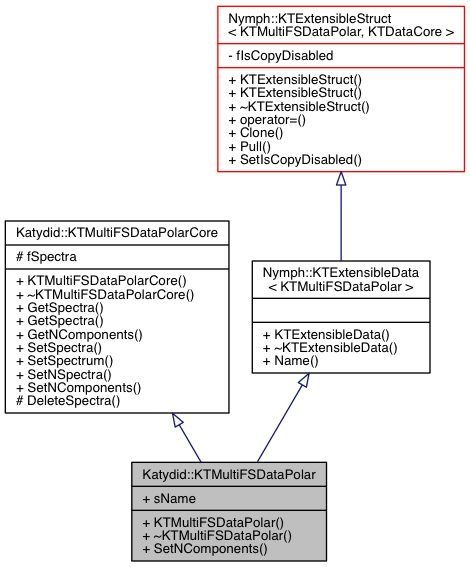 Nymph::KTExtensibleStruct
< KTMultiFSDataPolar, KTDataCore >
- fIsCopyDisabled
+ KTExtensibleStruct()
+ KTExtensibleStruct()
+ ~KTExtensibleStruct()
+ operator=()
+ Clone()
+ Pull()
+ SetIsCopyDisabled()
Katydid::KTMultiFSDataPolarCore
# fSpectra
+ KTMultiFSDataPolarCore()
+ ~KTMultiFSDataPolarCore()
+ GetSpectra()
+ GetSpectra()
+ GetNComponents()
+ SetSpectra()
+ SetSpectrum()
+ SetNSpectra()
+ SetNComponents()
# DeleteSpectra()
Nymph::KTExtensibleData
< KTMultiFSDataPolar >
+ KTExtensibleData()
+ ~KTExtensibleData()
+ Name()
Katydid::KTMultiFSDataPolar
+ sName
+ KTMultiFSDataPolar()
+ ~KTMultiFSDataPolar()
+ SetNComponents()